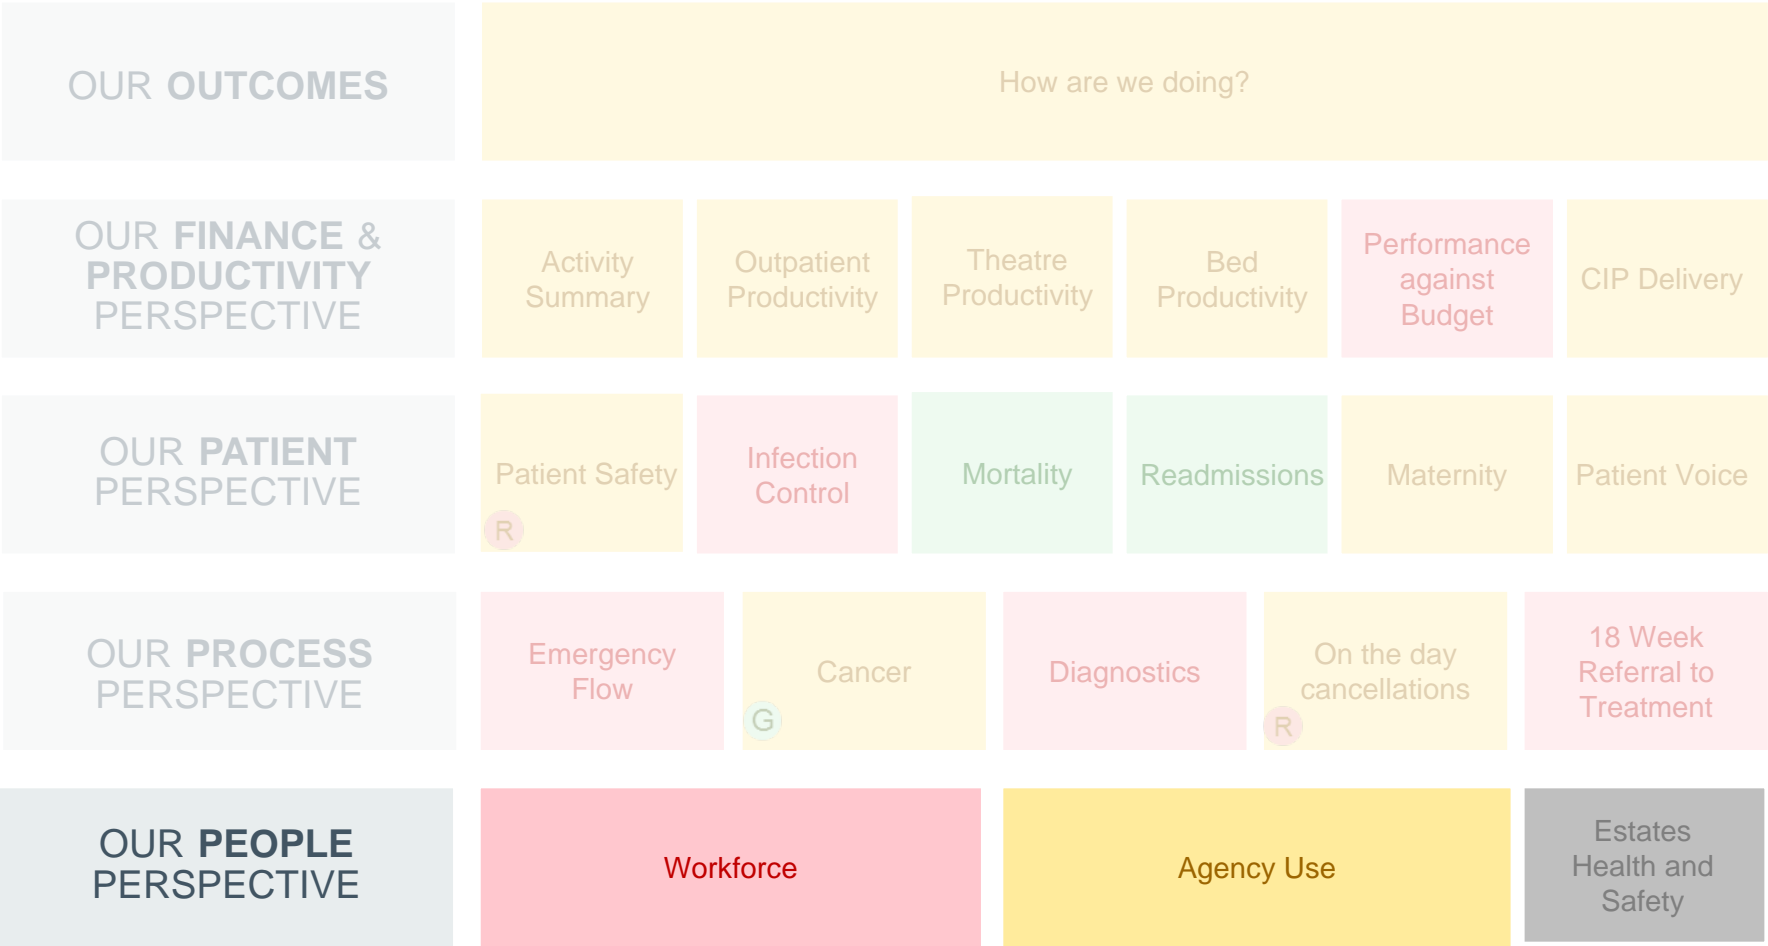 OUR OUTCOMES
How are we doing?
OUR FINANCE &
PRODUCTIVITY
PERSPECTIVE
Activity
Summary
Outpatient
Productivity
Theatre
Productivity
Bed
Productivity
Performance
against
Budget
CIP Delivery
OUR PATIENT
PERSPECTIVE
Patient Safety
R
Infection
Control
Mortality
Readmissions
Maternity
Patient Voice
OUR PROCESS
PERSPECTIVE
Emergency
Flow
Cancer
G
Diagnostics
On the day
cancellations
R
18 Week
Referral to
Treatment
OUR PEOPLE
PERSPECTIVE
Workforce
Agency Use
Estates
Health and
Safety